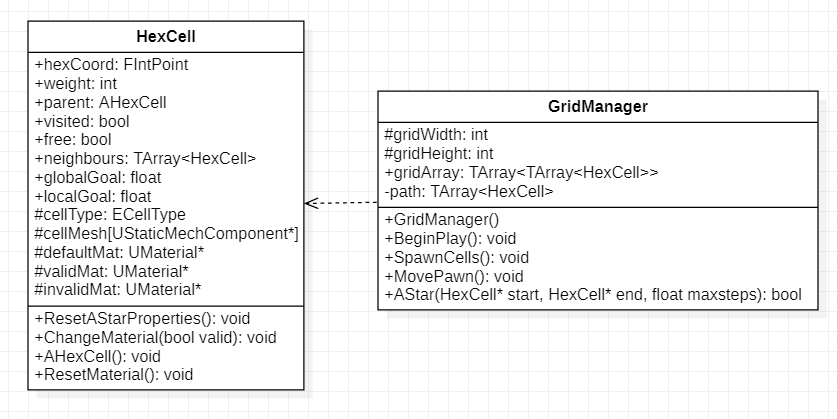 HexCell
+hexCoord: FIntPoint
+weight: int
+parent: AHexCell
+visited: bool
+free: bool
+neighbours: TArray<HexCell>
+globalGoal: float
+localGoal: float
#cellType: ECellType
#cellMesh[UStaticMechComponent*]
#defaultMat: UMaterial*
#validMat: UMaterial*
#invalidMat: UMaterial*
+ResetAStarProperties(): void
+ChangeMaterial(bool valid): void
+AHexCell(): void
+ResetMaterial(): void
GridManager
#gridWidth: int
#gridHeight: int
+gridArray: TArray<TArray<HexCell>>
-path: TArray<HexCell>
+GridManager()
+BeginPlay(): void
+SpawnCells(): void
+MovePawn(): void
+AStar(HexCell* start, HexCell* end, float maxsteps): bool